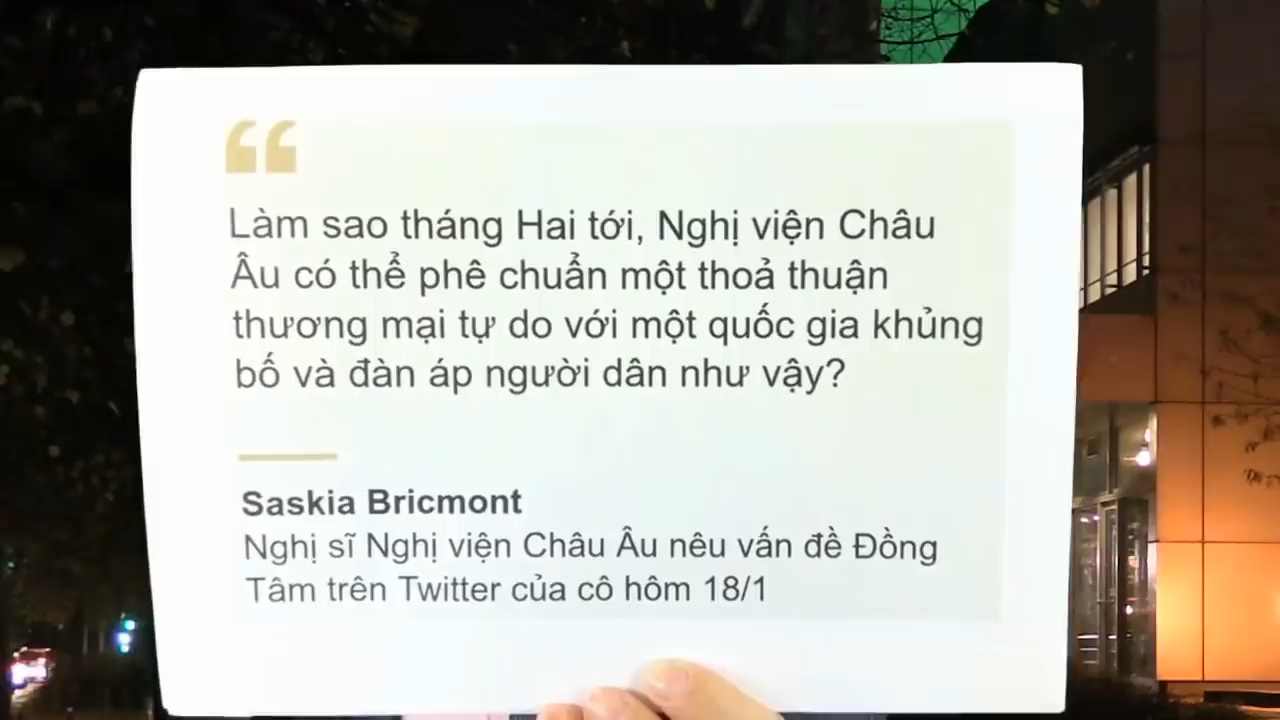 “
Làm sao tháng Hai tới, Nghị viện Châu
Âu có thể phê chuẩn một thoả thuận
thương mại tự do với một quốc gia khủng
bố và đàn áp người dân như vậy?
Saskia Bricmont
Nghị sĩ Nghị viện Châu Âu nêu vấn đề Đồng
Tâm trên Twitter của cô hôm 18/1